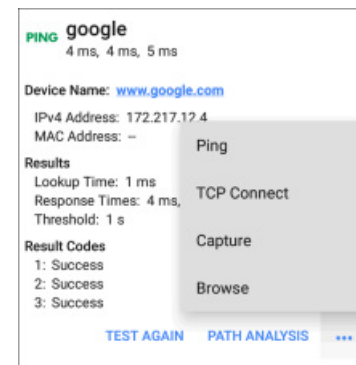 PING google
4 ms, 4 ms, 5 ms
Device Name: www.google.com
IPv4 Address: 172.217.12.4
MAC Address: --
Results
Lookup Time: 1 ms
Response Times: 4 ms,
Threshold: 1 s
Result Codes
1: Success
2: Success
3: Success
Ping
TCP Connect
Capture
Browse
TEST AGAIN PATH ANALYSIS ...